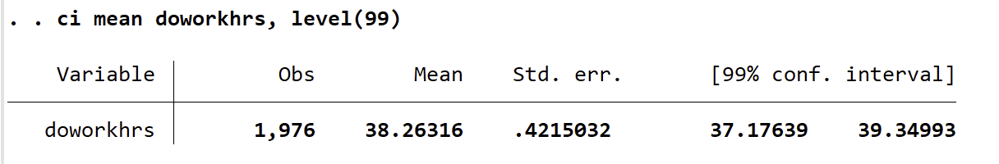 . . ci mean doworkhrs, level(99)
Variable Obs Mean Std. err. [99% conf. interval]
doworkhrs 1,976 38.26316 .4215032 37.17639 39.34993